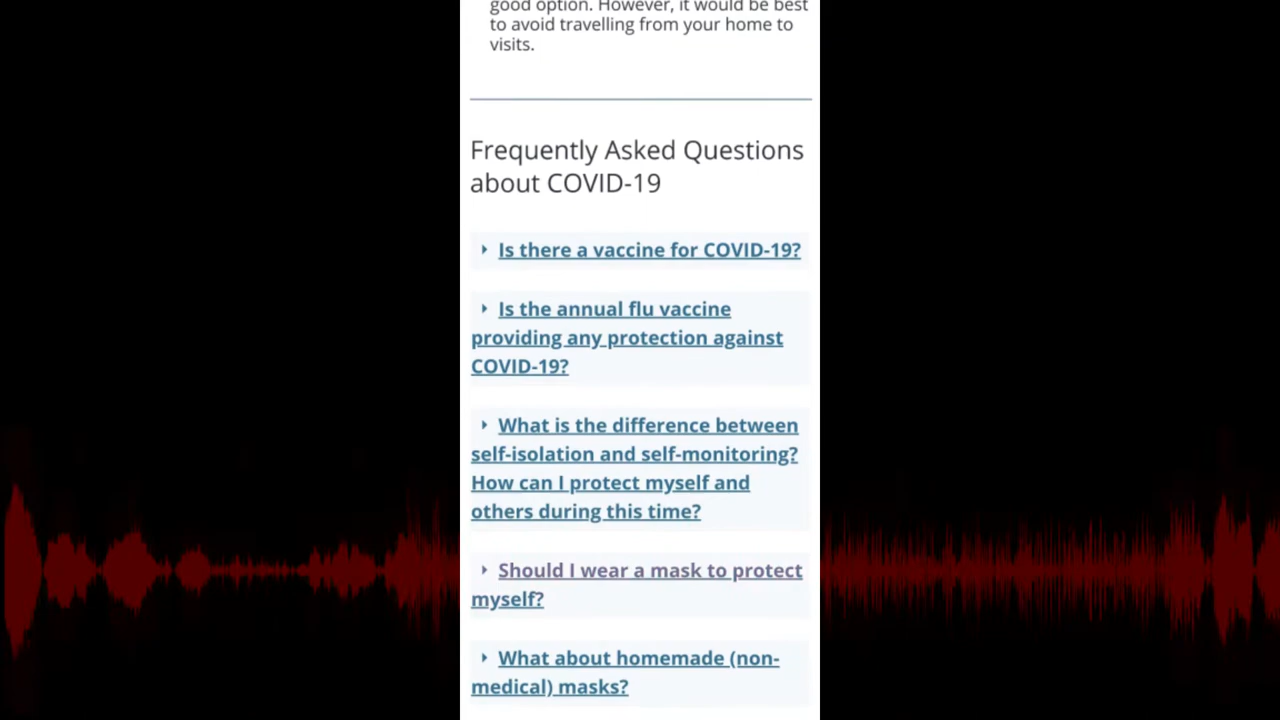 good option. However, it would be best
to avoid travelling from your home to
visits.
Frequently Asked Questions
about COVID-19
Is there a vaccine for COVID-19?
Is the annual flu vaccine
providing any protection against
COVID-19?
What is the difference between
self-isolation and self-monitoring?
How can I protect myself and
others during this time?
Should I wear a mask to protect
myself?
What about homemade (non-
medical) masks?